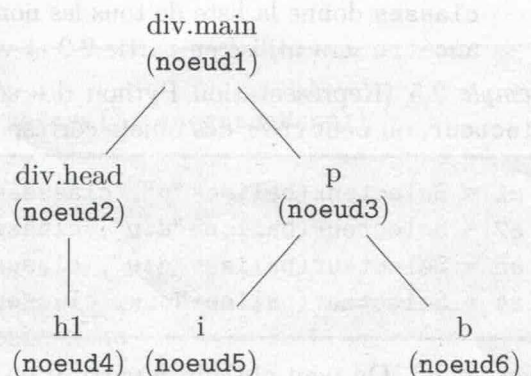 div.main
(noeud1)
div.head
(noeud2)
p
(noeud3)
h1
(noeud4)
i
(noeud5)
b
(noeud6)